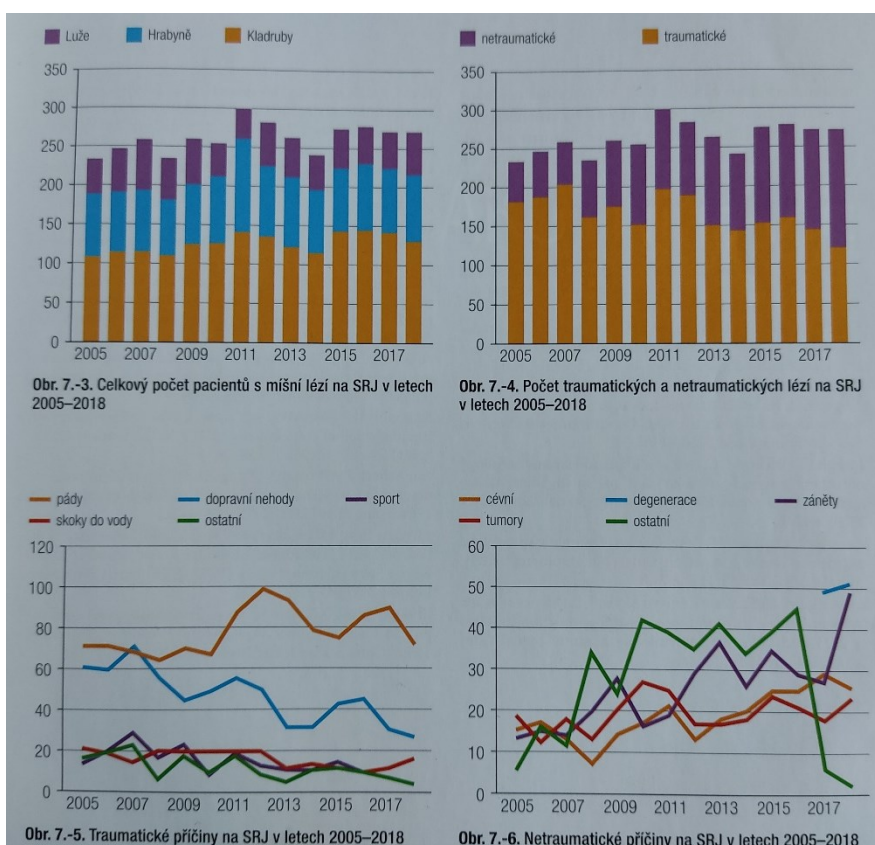 Luže Hrabyně Kladruby
350
300
250
200
150
100
50
0
2005 2007 2009 2011 2013 2015 2017
Obr. 7.-3. Celkový počet pacientů s míšní lézí na SRJ v letech
2005–2018
netraumatické traumatické
350
300
250
200
150
100
50
0
2005 2007 2009 2011 2013 2015 2017
Obr. 7.-4. Počet traumatických a netraumatických lézí na SRJ
v letech 2005–2018
pády dopravní nehody sport
skoky do vody ostatní
120
100
80
60
40
20
0
2005 2007 2009 2011 2013 2015 2017
Obr. 7.-5. Traumatické příčiny na SRJ v letech 2005–2018
cévní degenerace záněty
tumory ostatní
60
50
40
30
20
10
0
2005 2007 2009 2011 2013 2015 2017
Obr. 7.-6. Netraumatické příčiny na SRJ v letech 2005–2018